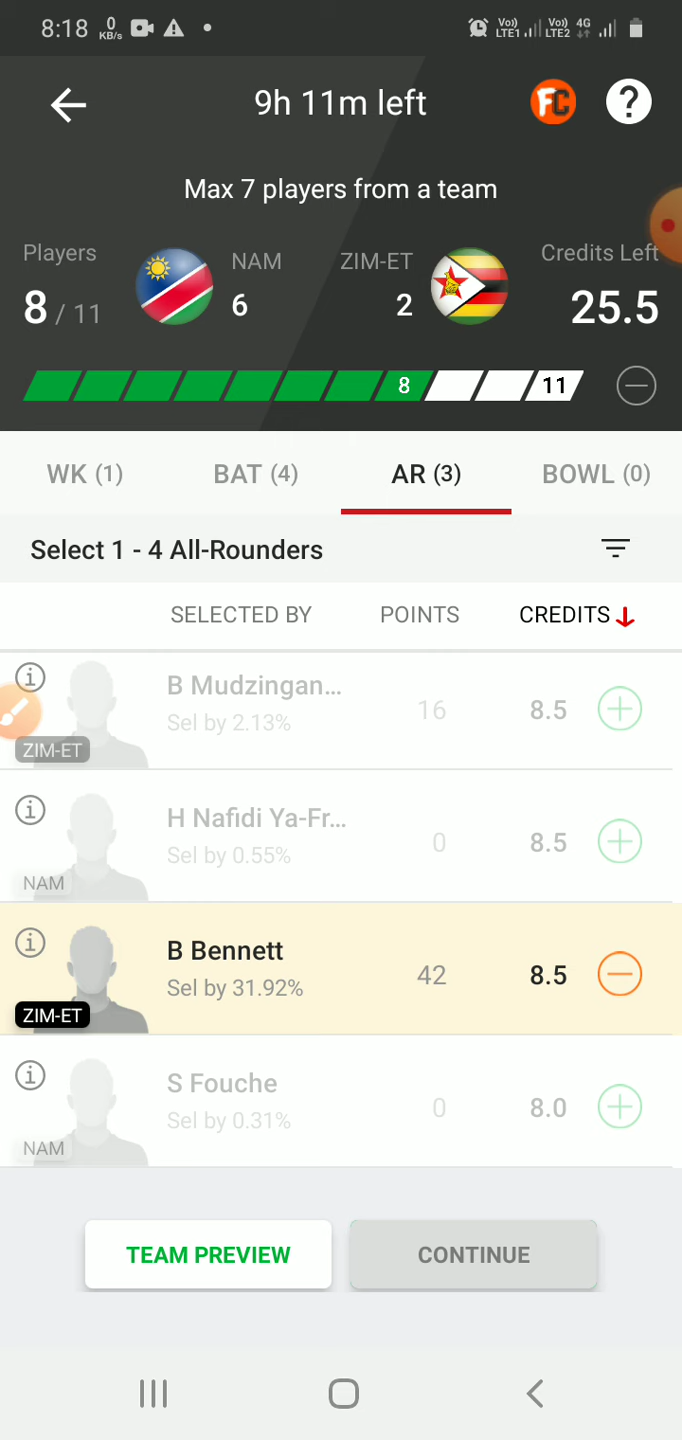 8:18 0 KB/s Vo)) LTE1 Vo)) LTE2 4G
9h 11m left FC ?
Max 7 players from a team
Players NAM ZIM-ET Credits Left
8 / 11 6 2 25.5
8 11
WK (1) BAT (4) AR (3) BOWL (0)
Select 1 - 4 All-Rounders
SELECTED BY POINTS CREDITS
B Mudzingan...
Sel by 2.13% 16 8.5
ZIM-ET
H Nafidi Ya-Fr...
Sel by 0.55% 0 8.5
NAM
B Bennett
Sel by 31.92% 42 8.5
ZIM-ET
S Fouche
Sel by 0.31% 0 8.0
NAM
TEAM PREVIEW CONTINUE